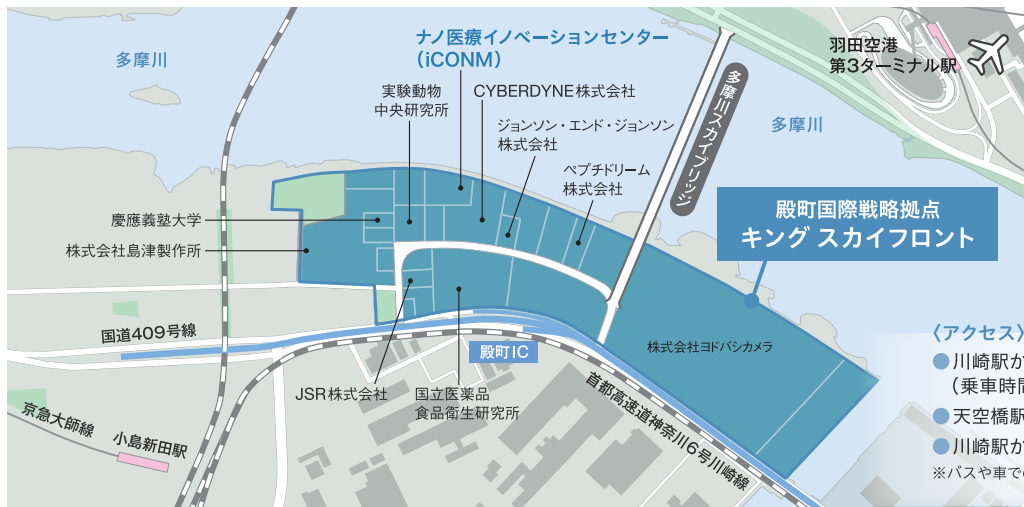 多摩川
ナノ医療イノベーションセンター
（iCONM）
実験動物
中央研究所
CYBERDYNE株式会社
ジョンソン・エンド・ジョンソン
株式会社
ペプチドリーム
株式会社
多摩川スカイブリッジ
羽田空港
第3ターミナル駅
多摩川
殿町国際戦略拠点
キング スカイフロント
慶應義塾大学
株式会社島津製作所
国道409号線
殿町IC
株式会社ヨドバシカメラ
JSR株式会社
国立医薬品
食品衛生研究所
首都高速道神奈川6号川崎線
京急大師線
小島新田駅
〈アクセス〉
●川崎駅か
（乗車時間
●天空橋駅
●川崎駅か
※バスや車での